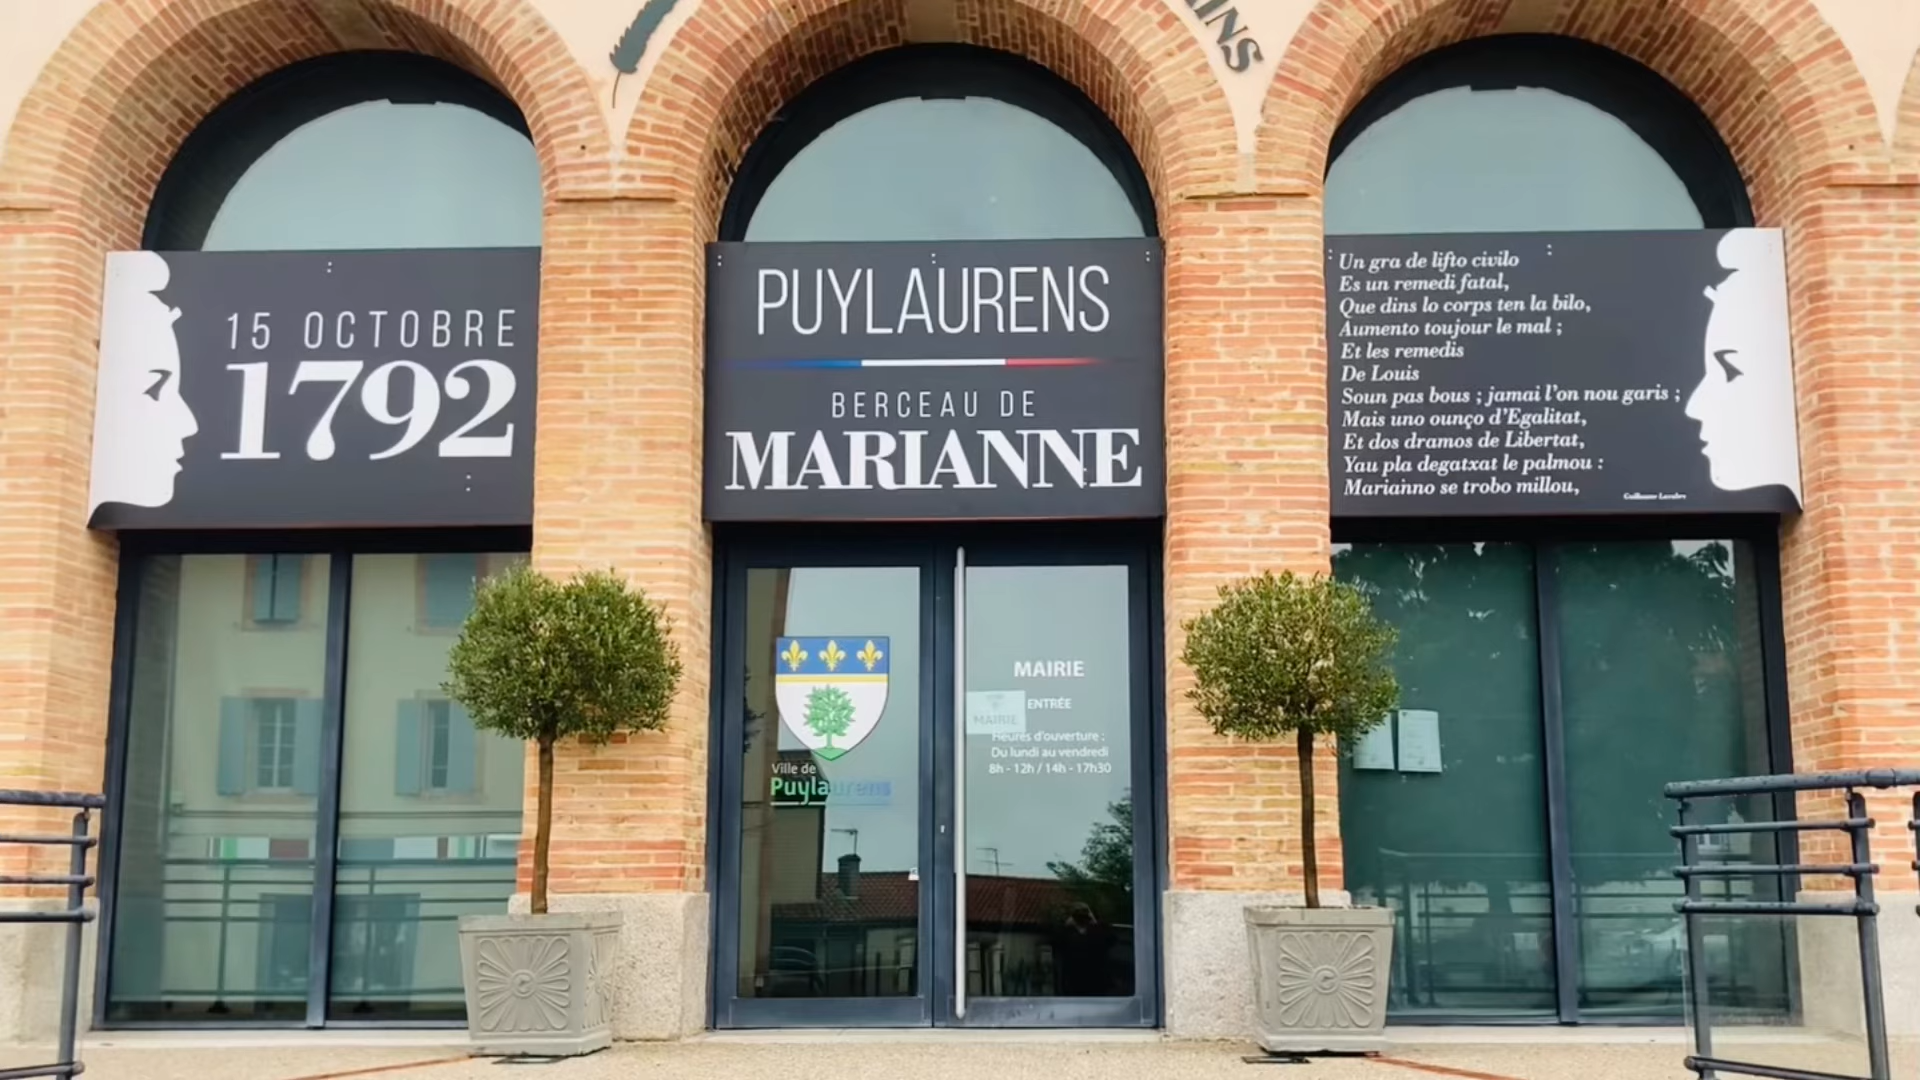 15 OCTOBRE
1792
PUYLAURENS
BERCEAU DE
MARIANNE
Un gra de lifto civilo
Es un remedi fatal,
Que dins lo corps ten la bilo,
Aumento toujour le mal ;
Et les remedis
De Louis
Soun pas bous ; jamai l'on nou garis ;
Mais uno ounço d'Egalitat,
Et dos dramos de Libertat,
Yau pla degatxat le palmou :
Marianno se trobo millou,
Guillaume Lavabre
Ville de
Puylaurens
MAIRIE
ENTRÉE
MAIRIE
Heures d'ouverture :
Du lundi au vendredi
8h - 12h / 14h - 17h30